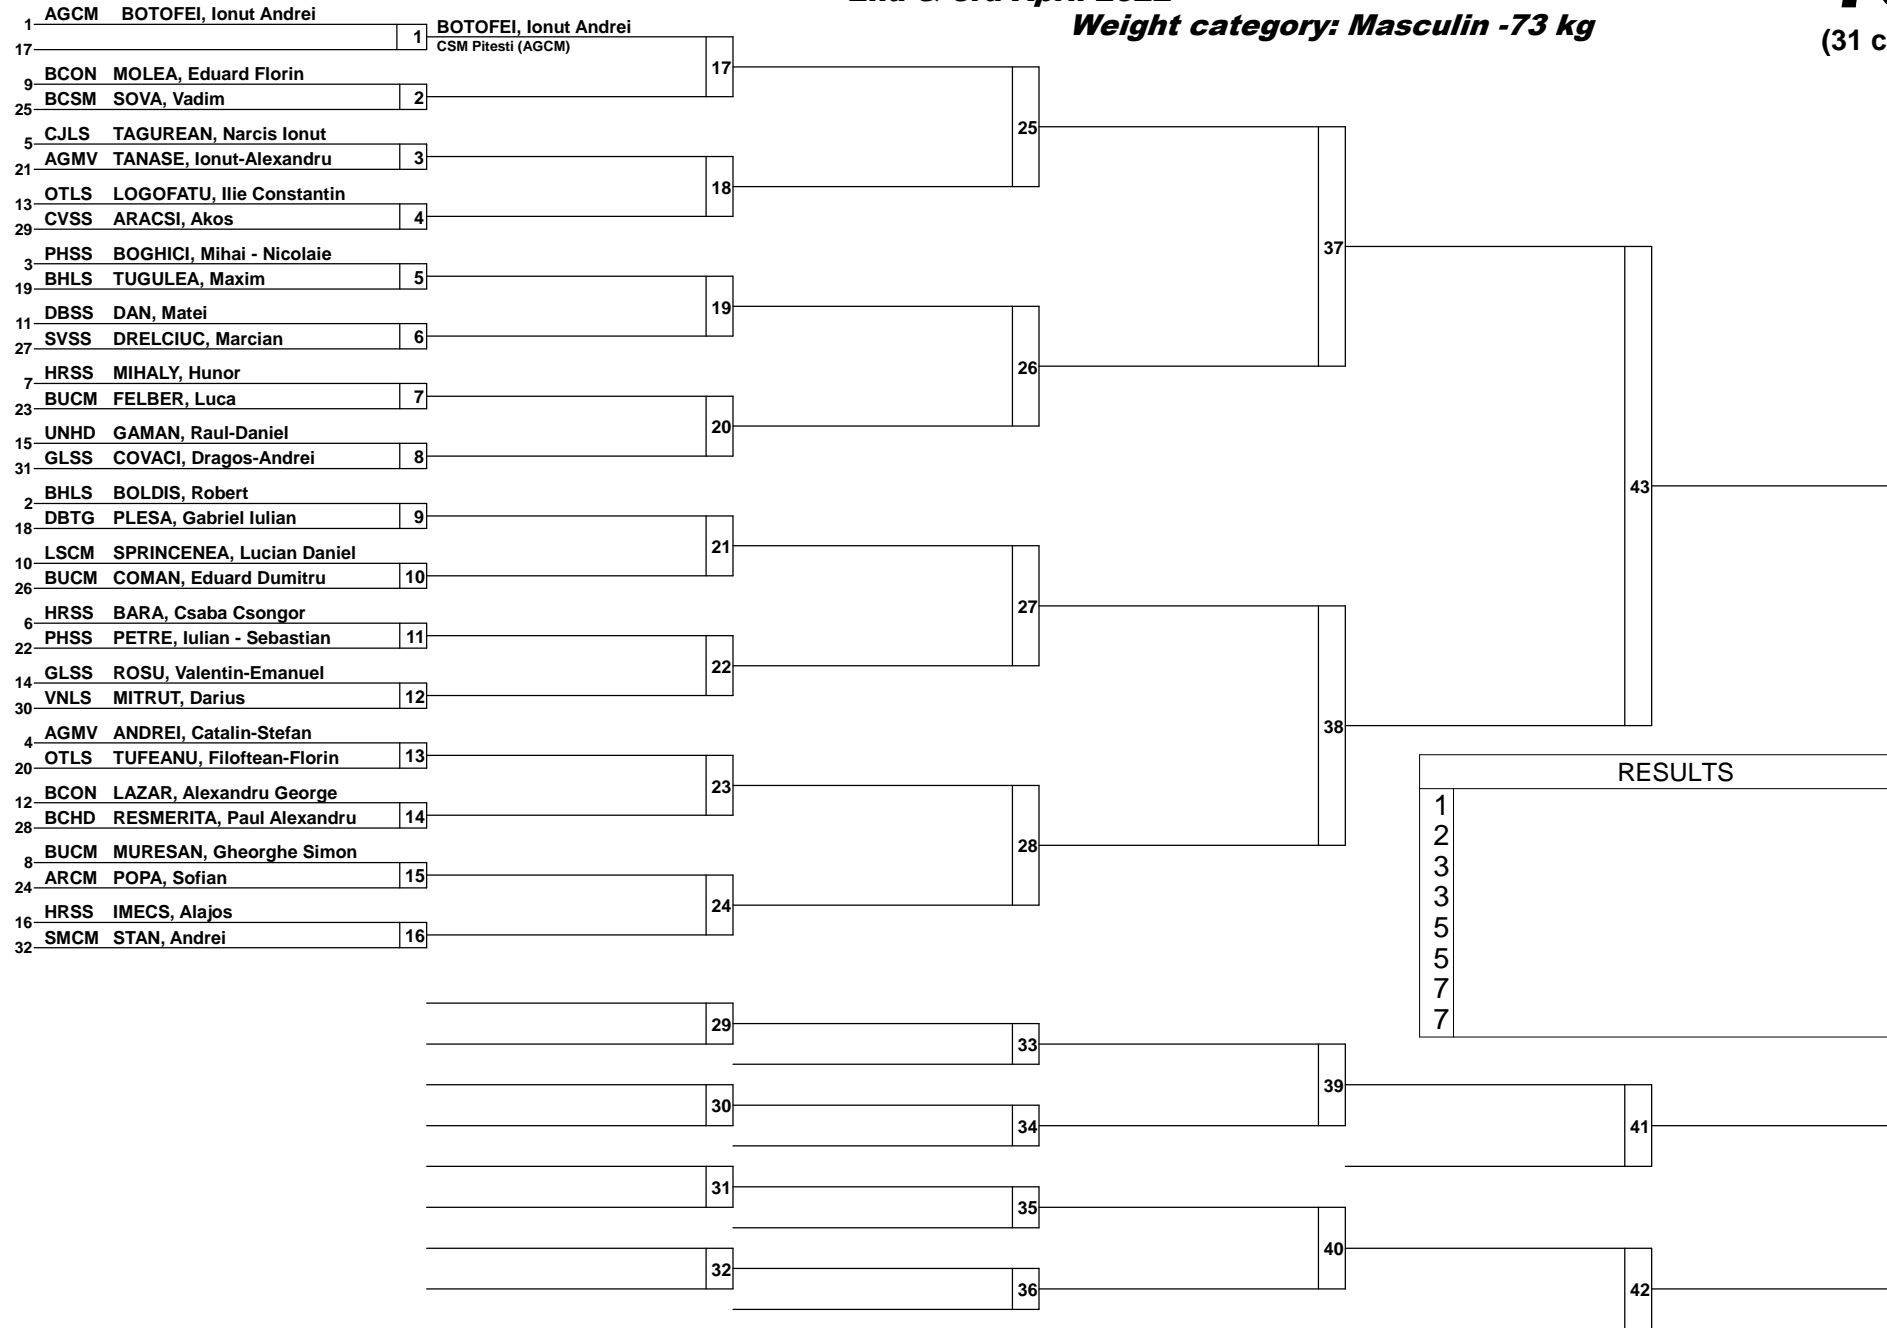 Weight category: Masculin -73 kg
(31 c
1 AGCM BOTOFEI, Ionut Andrei
17
1 BOTOFEI, Ionut Andrei
CSM Pitesti (AGCM)
9 BCON MOLEA, Eduard Florin
25 BCSM SOVA, Vadim
2
5 CJLS TAGUREAN, Narcis Ionut
21 AGMV TANASE, Ionut-Alexandru
3
13 OTLS LOGOFATU, Ilie Constantin
29 CVSS ARACSI, Akos
4
3 PHSS BOGHICI, Mihai - Nicolaie
19 BHLS TUGULEA, Maxim
5
11 DBSS DAN, Matei
27 SVSS DRELCIUC, Marcian
6
7 HRSS MIHALY, Hunor
23 BUCM FELBER, Luca
7
15 UNHD GAMAN, Raul-Daniel
31 GLSS COVACI, Dragos-Andrei
8
2 BHLS BOLDIS, Robert
18 DBTG PLESA, Gabriel Iulian
9
10 LSCM SPRINCENEA, Lucian Daniel
26 BUCM COMAN, Eduard Dumitru
10
6 HRSS BARA, Csaba Csongor
22 PHSS PETRE, Iulian - Sebastian
11
14 GLSS ROSU, Valentin-Emanuel
30 VNLS MITRUT, Darius
12
4 AGMV ANDREI, Catalin-Stefan
20 OTLS TUFEANU, Filoftean-Florin
13
12 BCON LAZAR, Alexandru George
28 BCHD RESMERITA, Paul Alexandru
14
8 BUCM MURESAN, Gheorghe Simon
24 ARCM POPA, Sofian
15
16 HRSS IMECS, Alajos
32 SMCM STAN, Andrei
16
17
18
19
20
21
22
23
24
25
26
27
28
37
38
43
RESULTS
1
2
3
3
5
5
7
7
29
30
31
32
33
34
35
36
39
40
41
42